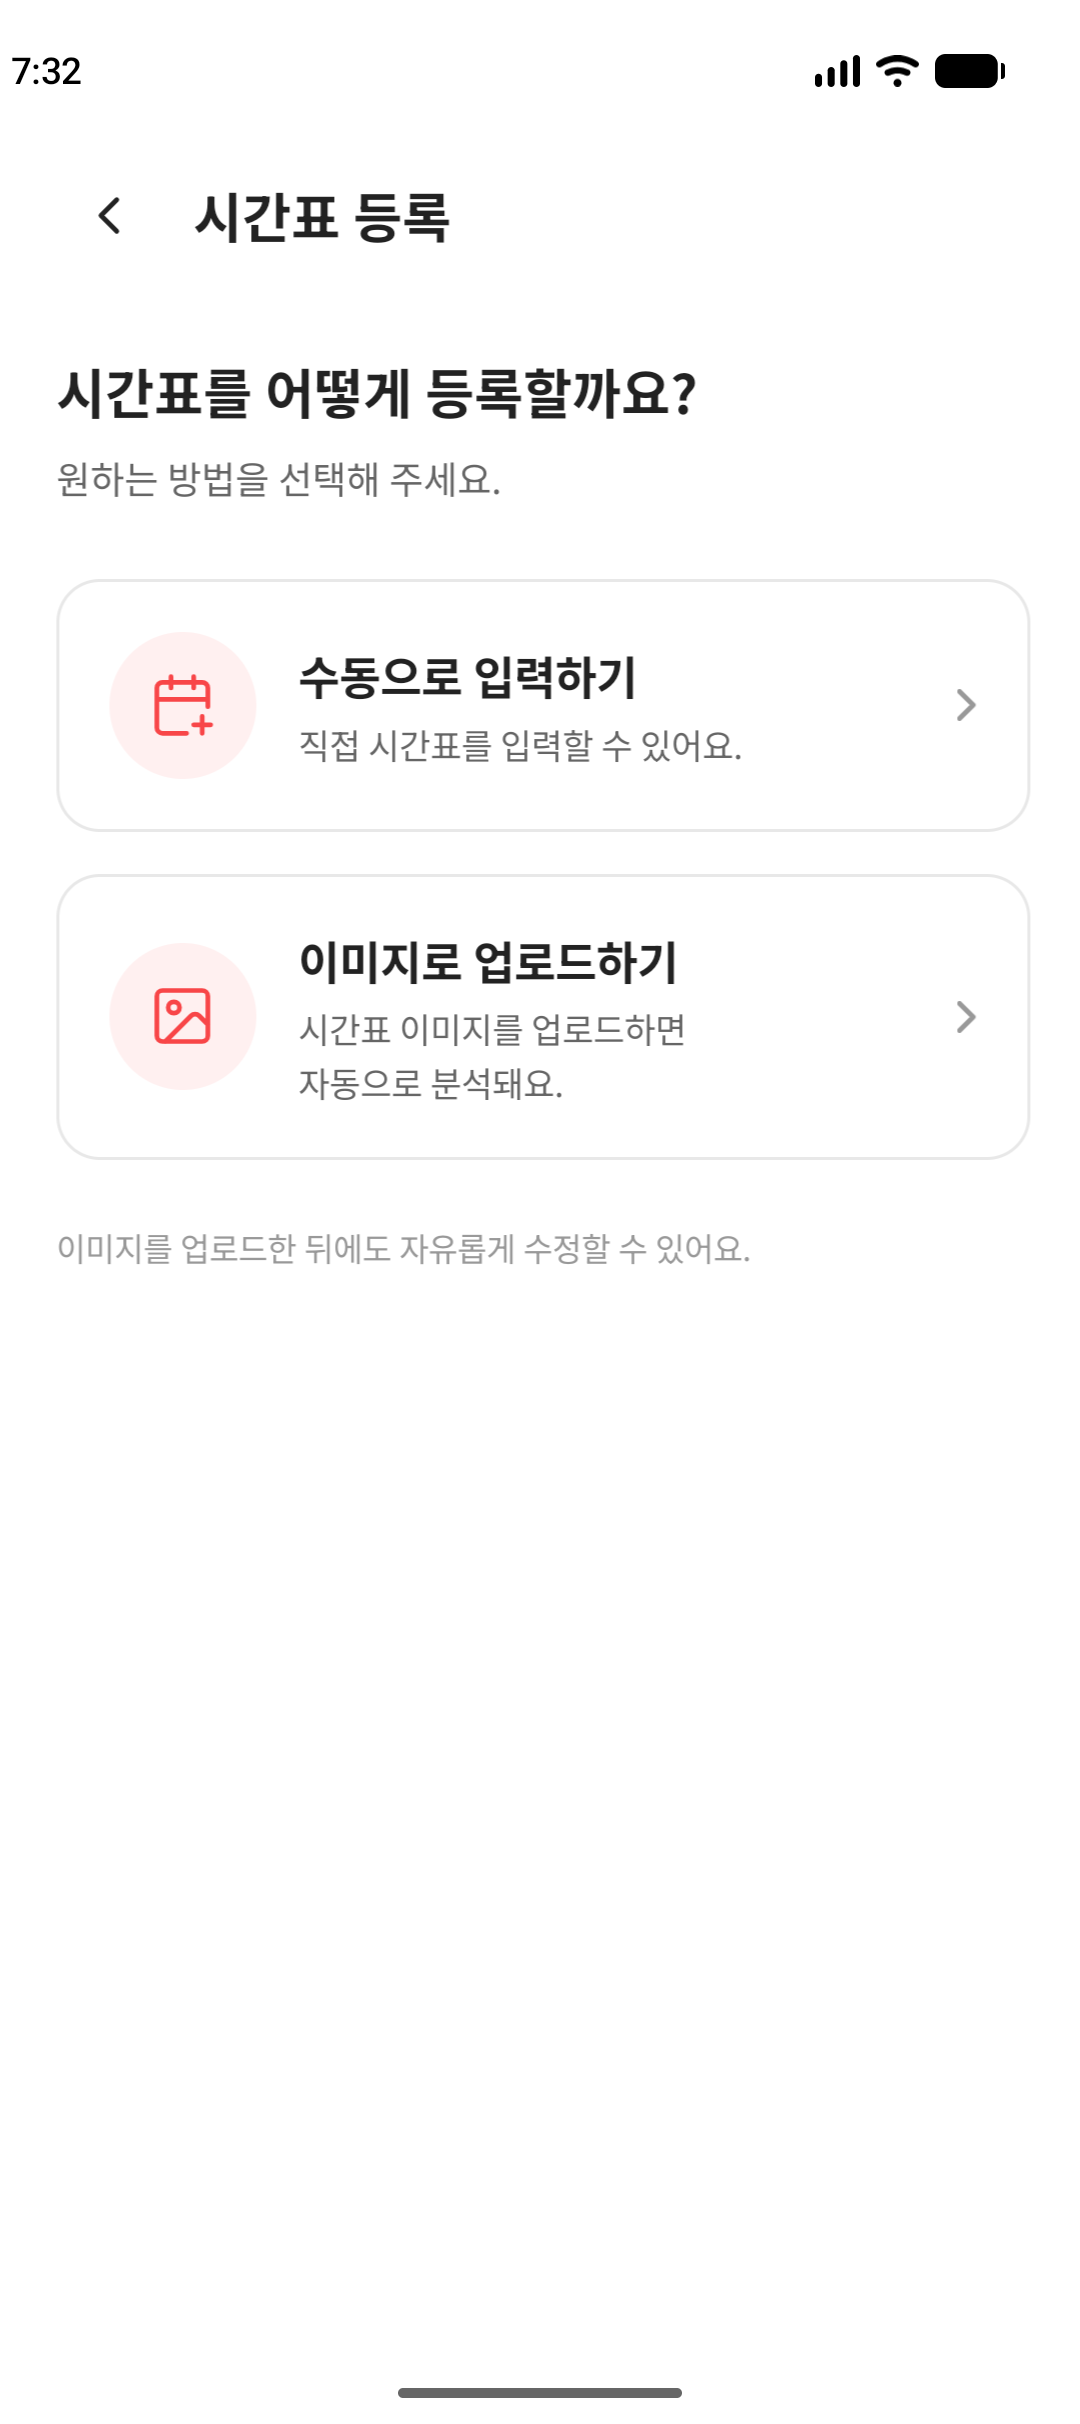 7:32
시간표 등록
시간표를 어떻게 등록할까요?
원하는 방법을 선택해 주세요.
수동으로 입력하기
직접 시간표를 입력할 수 있어요.
이미지로 업로드하기
시간표 이미지를 업로드하면
자동으로 분석돼요.
이미지를 업로드한 뒤에도 자유롭게 수정할 수 있어요.